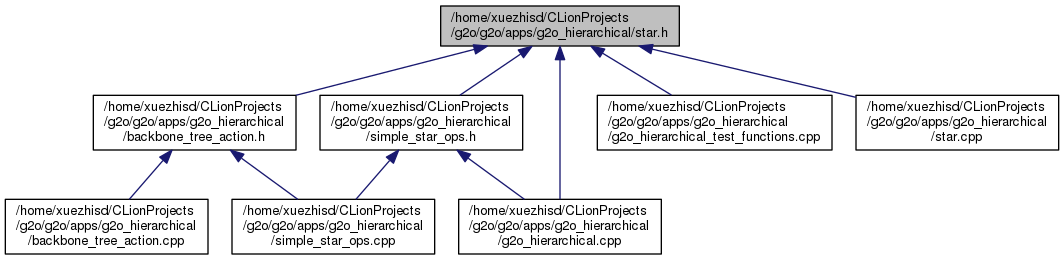 /home/xuezhisd/CLionProjects
/g2o/g2o/apps/g2o_hierarchical/star.h
/home/xuezhisd/CLionProjects
/g2o/g2o/apps/g2o_hierarchical
/backbone_tree_action.h
/home/xuezhisd/CLionProjects
/g2o/g2o/apps/g2o_hierarchical
/simple_star_ops.h
/home/xuezhisd/CLionProjects
/g2o/g2o/apps/g2o_hierarchical
/g2o_hierarchical_test_functions.cpp
/home/xuezhisd/CLionProjects
/g2o/g2o/apps/g2o_hierarchical
/star.cpp
/home/xuezhisd/CLionProjects
/g2o/g2o/apps/g2o_hierarchical
/backbone_tree_action.cpp
/home/xuezhisd/CLionProjects
/g2o/g2o/apps/g2o_hierarchical
/simple_star_ops.cpp
/home/xuezhisd/CLionProjects
/g2o/g2o/apps/g2o_hierarchical
/g2o_hierarchical.cpp